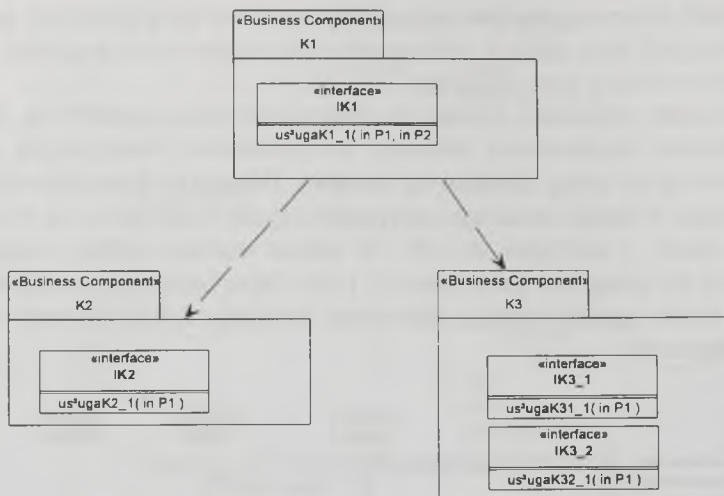 «Business Component»
K1
«interface»
IK1
us³ugaK1_1( in P1, in P2
«Business Component»
K2
«interface»
IK2
us³ugaK2_1( in P1 )
«Business Component»
K3
«interface»
IK3_1
us³ugaK31_1( in P1 )
«interface»
IK3_2
us³ugaK32_1( in P1 )